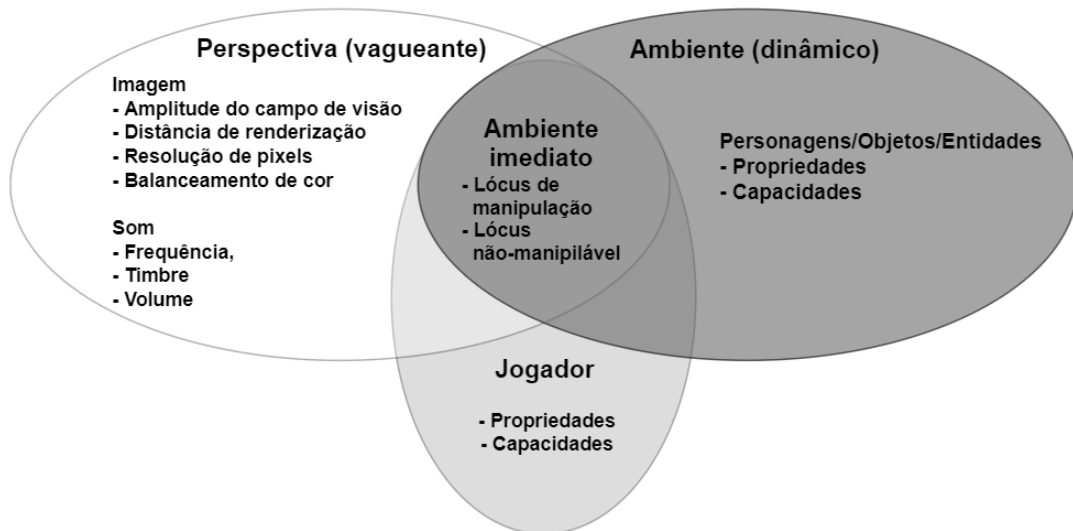 Perspectiva (vagueante)
Imagem
- Amplitude do campo de visão
- Distância de renderização
- Resolução de pixels
- Balanceamento de cor
Som
- Frequência,
- Timbre
- Volume
Ambiente
imediato
- Lócus de
manipulação
- Lócus
não-manipilável
Ambiente (dinâmico)
Personagens/Objetos/Entidades
- Propriedades
- Capacidades
Jogador
- Propriedades
- Capacidades